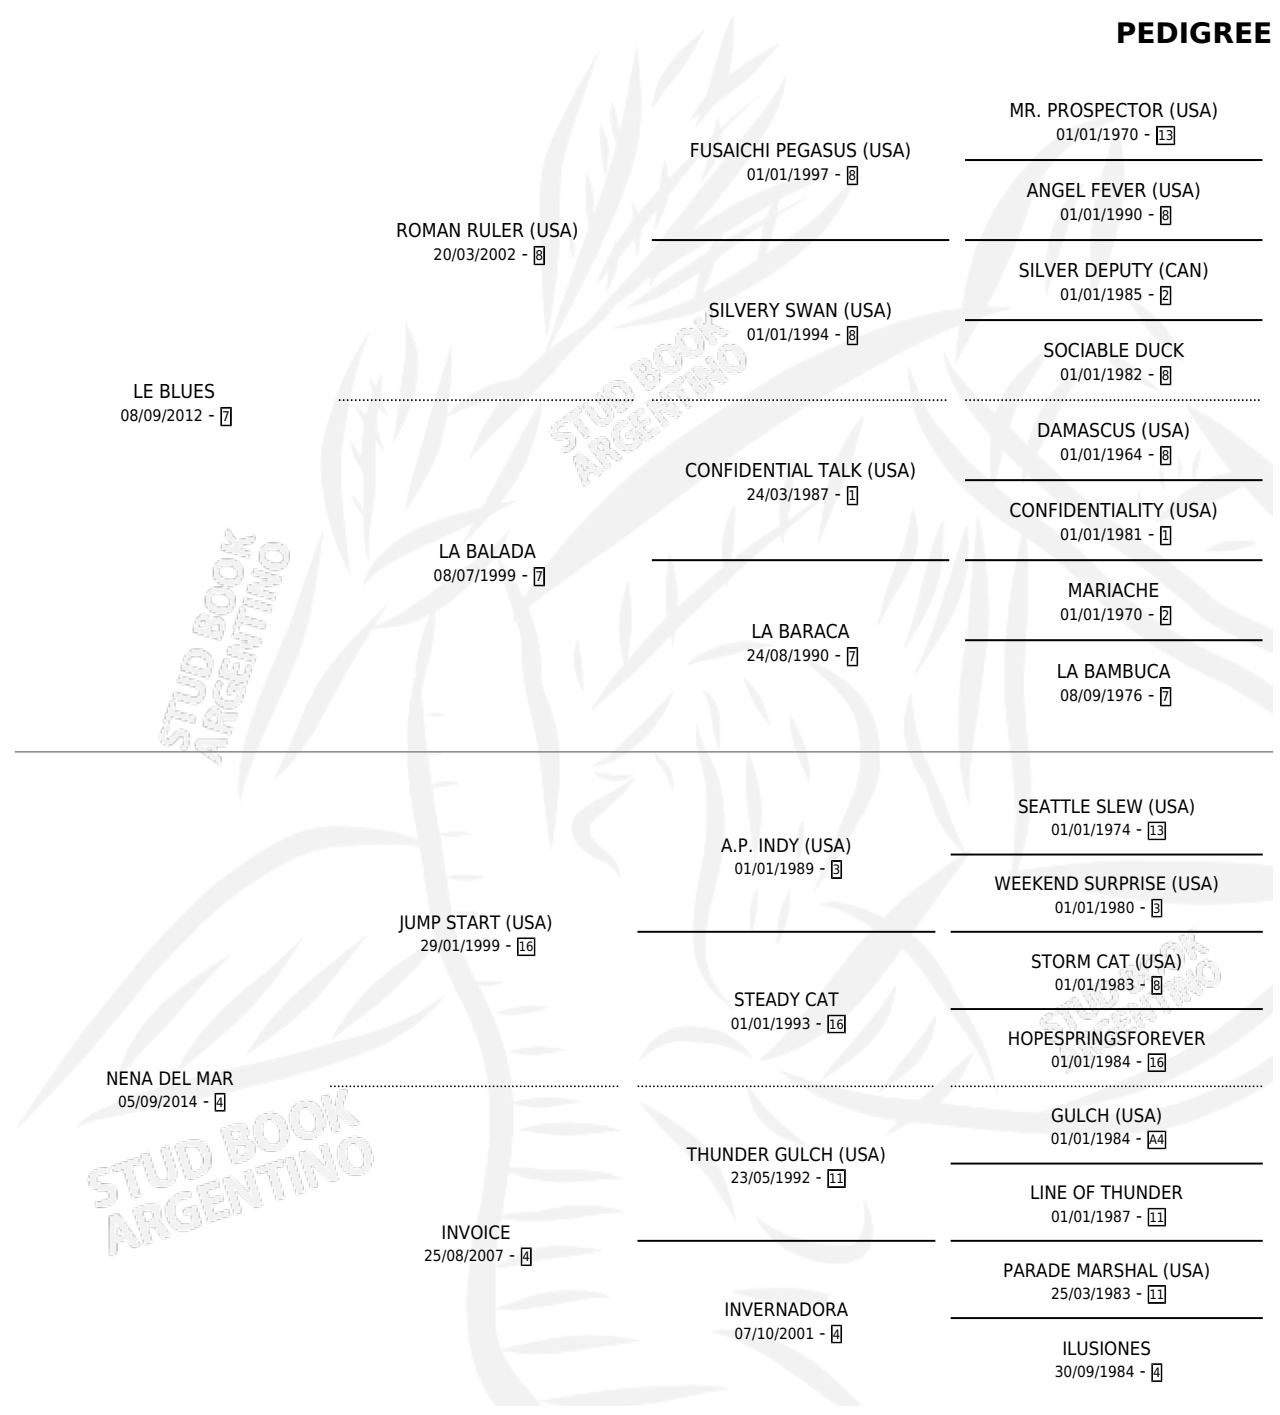 PEDIGREE
MR. PROSPECTOR (USA)
01/01/1970 - 13
FUSAICHI PEGASUS (USA)
01/01/1997 - 8
ANGEL FEVER (USA)
01/01/1990 - 8
ROMAN RULER (USA)
20/03/2002 - 8
SILVER DEPUTY (CAN)
01/01/1985 - 2
SILVERY SWAN (USA)
01/01/1994 - 8
SOCIABLE DUCK
01/01/1982 - 8
LE BLUES
08/09/2012 - 7
DAMASCUS (USA)
01/01/1964 - 8
CONFIDENTIAL TALK (USA)
24/03/1987 - 1
CONFIDENTIALITY (USA)
01/01/1981 - 1
LA BALADA
08/07/1999 - 7
MARIACHE
01/01/1970 - 2
LA BARACA
24/08/1990 - 7
LA BAMBUCA
08/09/1976 - 7
SEATTLE SLEW (USA)
01/01/1974 - 13
A.P. INDY (USA)
01/01/1989 - 3
WEEKEND SURPRISE (USA)
01/01/1980 - 3
JUMP START (USA)
29/01/1999 - 16
STORM CAT (USA)
01/01/1983 - 8
STEADY CAT
01/01/1993 - 16
HOPESPRINGSFOREVER
01/01/1984 - 16
NENA DEL MAR
05/09/2014 - 4
GULCH (USA)
01/01/1984 - A4
THUNDER GULCH (USA)
23/05/1992 - 11
LINE OF THUNDER
01/01/1987 - 11
INVOICE
25/08/2007 - 4
PARADE MARSHAL (USA)
25/03/1983 - 11
INVERNADORA
07/10/2001 - 4
ILUSIONES
30/09/1984 - 4
STUD BOOK
ARGENTINO
STUD BOOK
ARGENTINO
STUD BOOK
ARGENTINO
STUD BOOK
ARGENTINO